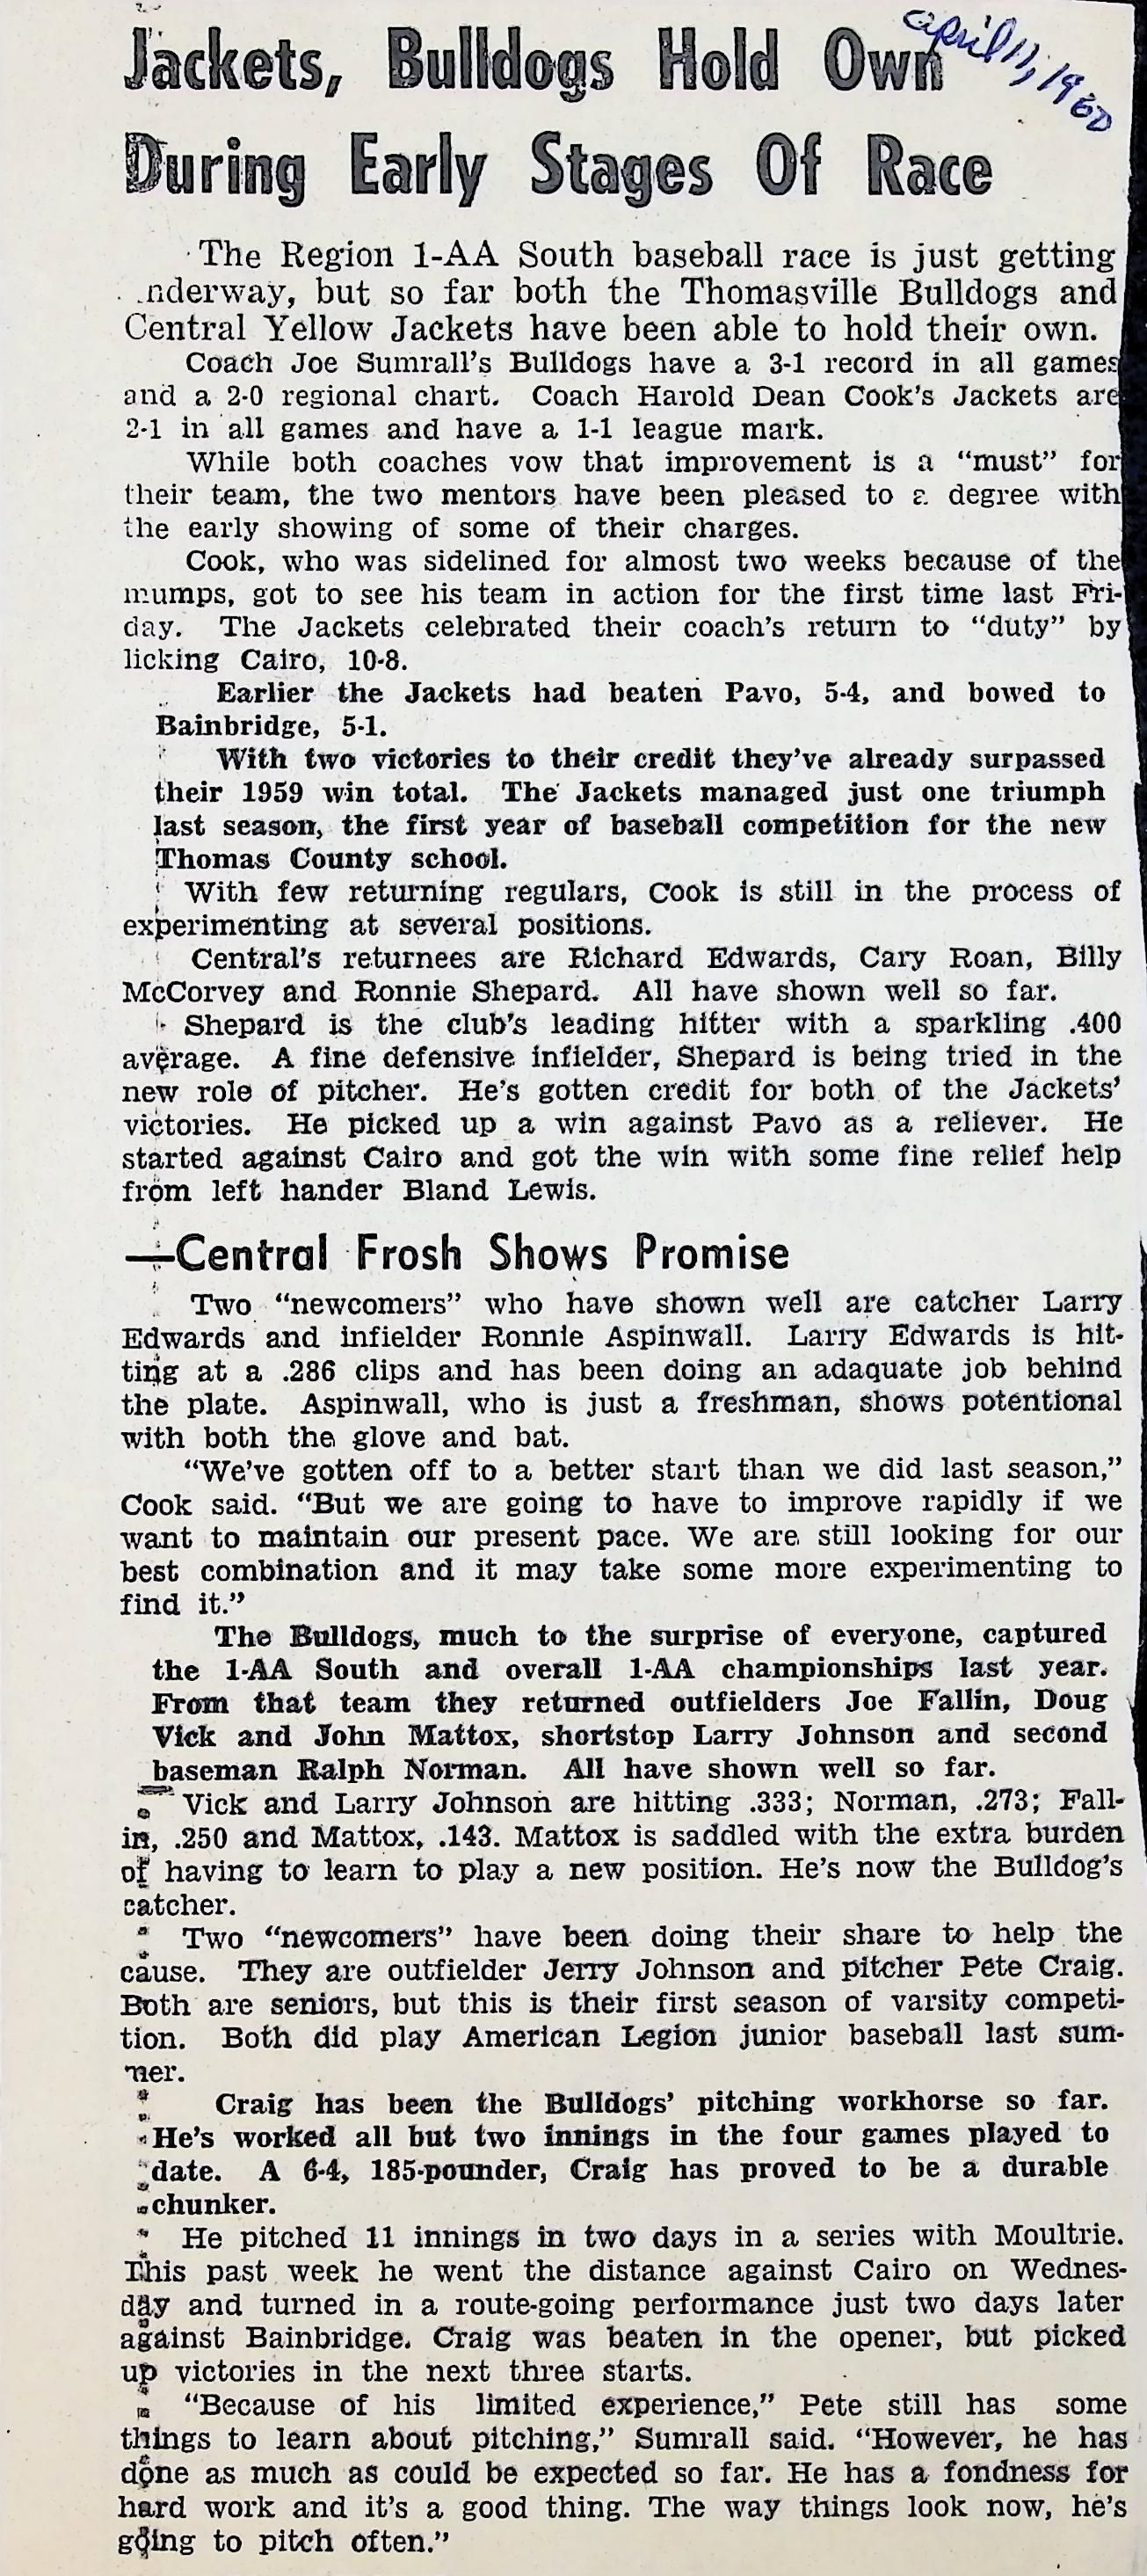 Jackets, Bulldogs Hold Own
april 11, 1960
During Early Stages Of Race
The Region 1-AA South baseball race is just getting
nderway, but so far both the Thomasville Bulldogs and
Central Yellow Jackets have been able to hold their own.
Coach Joe Sumrall's Bulldogs have a 3-1 record in all games
and a 2-0 regional chart. Coach Harold Dean Cook's Jackets are
2-1 in all games and have a 1-1 league mark.
While both coaches vow that improvement is a "must" for
their team, the two mentors have been pleased to a degree with
the early showing of some of their charges.
Cook, who was sidelined for almost two weeks because of the
mumps, got to see his team in action for the first time last Fri-
day. The Jackets celebrated their coach's return to "duty" by
licking Cairo, 10-8.
Earlier the Jackets had beaten Pavo, 5-4, and bowed to
Bainbridge, 5-1.
With two victories to their credit they've already surpassed
their 1959 win total. The Jackets managed just one triumph
last season, the first year of baseball competition for the new
Thomas County school.
With few returning regulars, Cook is still in the process of
experimenting at several positions.
Central's returnees are Richard Edwards, Cary Roan, Billy
McCorvey and Ronnie Shepard. All have shown well so far.
Shepard is the club's leading hitter with a sparkling .400
average. A fine defensive infielder, Shepard is being tried in the
new role of pitcher. He's gotten credit for both of the Jackets'
victories. He picked up a win against Pavo as a reliever. He
started against Cairo and got the win with some fine relief help
from left hander Bland Lewis.
—Central Frosh Shows Promise
Two "newcomers" who have shown well are catcher Larry
Edwards and infielder Ronnie Aspinwall. Larry Edwards is hit-
ting at a .286 clips and has been doing an adaquate job behind
the plate. Aspinwall, who is just a freshman, shows potentional
with both the glove and bat.
"We've gotten off to a better start than we did last season,"
Cook said. "But we are going to have to improve rapidly if we
want to maintain our present pace. We are still looking for our
best combination and it may take some more experimenting to
find it."
The Bulldogs, much to the surprise of everyone, captured
the 1-AA South and overall 1-AA championships last year.
From that team they returned outfielders Joe Fallin, Doug
Vick and John Mattox, shortstop Larry Johnson and second
baseman Ralph Norman. All have shown well so far.
Vick and Larry Johnson are hitting .333; Norman, .273; Fall-
in, .250 and Mattox, .143. Mattox is saddled with the extra burden
of having to learn to play a new position. He's now the Bulldog's
catcher.
Two "newcomers" have been doing their share to help the
cause. They are outfielder Jerry Johnson and pitcher Pete Craig.
Both are seniors, but this is their first season of varsity competi-
tion. Both did play American Legion junior baseball last sum-
mer.
Craig has been the Bulldogs' pitching workhorse so far.
He's worked all but two innings in the four games played to
date. A 6-4, 185-pounder, Craig has proved to be a durable
chunker.
He pitched 11 innings in two days in a series with Moultrie.
This past week he went the distance against Cairo on Wednes-
day and turned in a route-going performance just two days later
against Bainbridge. Craig was beaten in the opener, but picked
up victories in the next three starts.
"Because of his limited experience," Pete still has some
things to learn about pitching," Sumrall said. "However, he has
done as much as could be expected so far. He has a fondness for
hard work and it's a good thing. The way things look now, he's
going to pitch often."